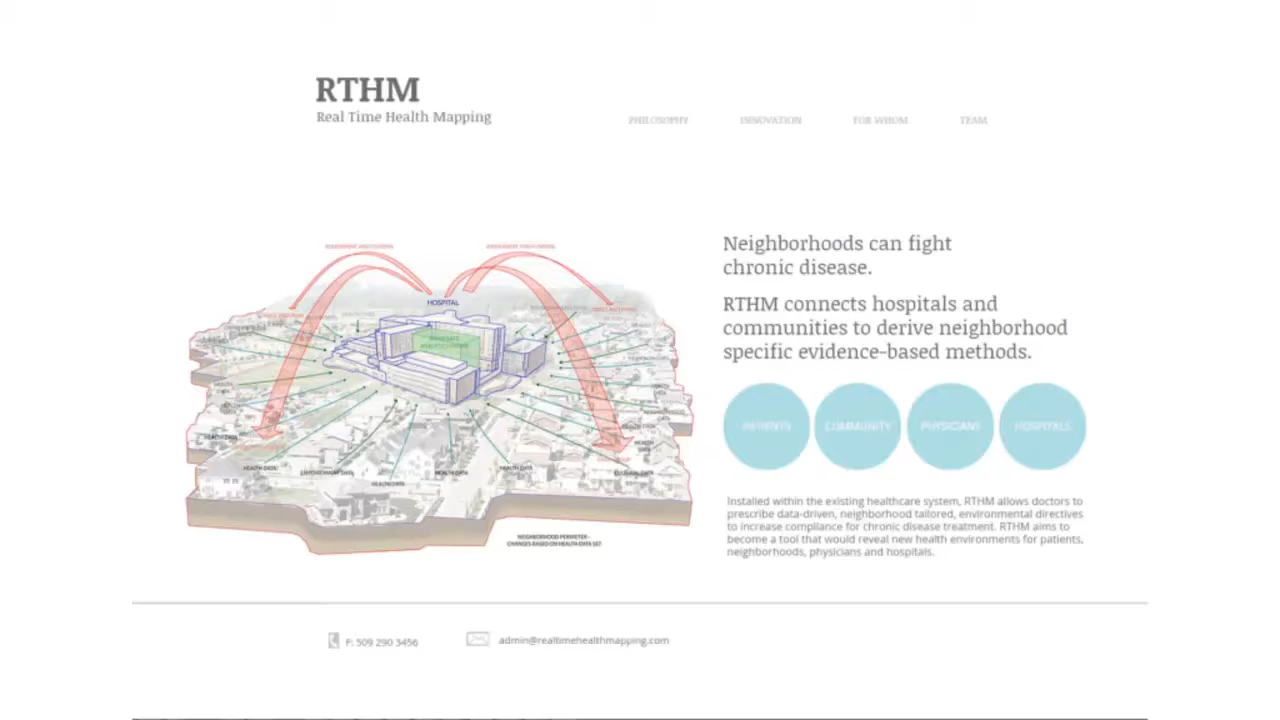 RTHM
Real Time Health Mapping
PHILOSOPHY
INNOVATION
FOR WHOM
TEAM
HOSPITAL
HEALTH DATA
HEALTH DATA
HEALTH DATA
HEALTH DATA
HEALTH DATA
NEIGHBORHOOD PERIMETER -
CHANGES BASED ON HEALTH DATA SET
Neighborhoods can fight
chronic disease.
RTHM connects hospitals and
communities to derive neighborhood
specific evidence-based methods.
PATIENTS
COMMUNITY
PHYSICIANS
HOSPITALS
Installed within the existing healthcare system, RTHM allows doctors to
prescribe data-driven, neighborhood tailored, environmental directives
to increase compliance for chronic disease treatment. RTHM aims to
become a tool that would reveal new health environments for patients,
neighborhoods, physicians and hospitals.
P: 509 290 3456
admin@realtimehealthmapping.com